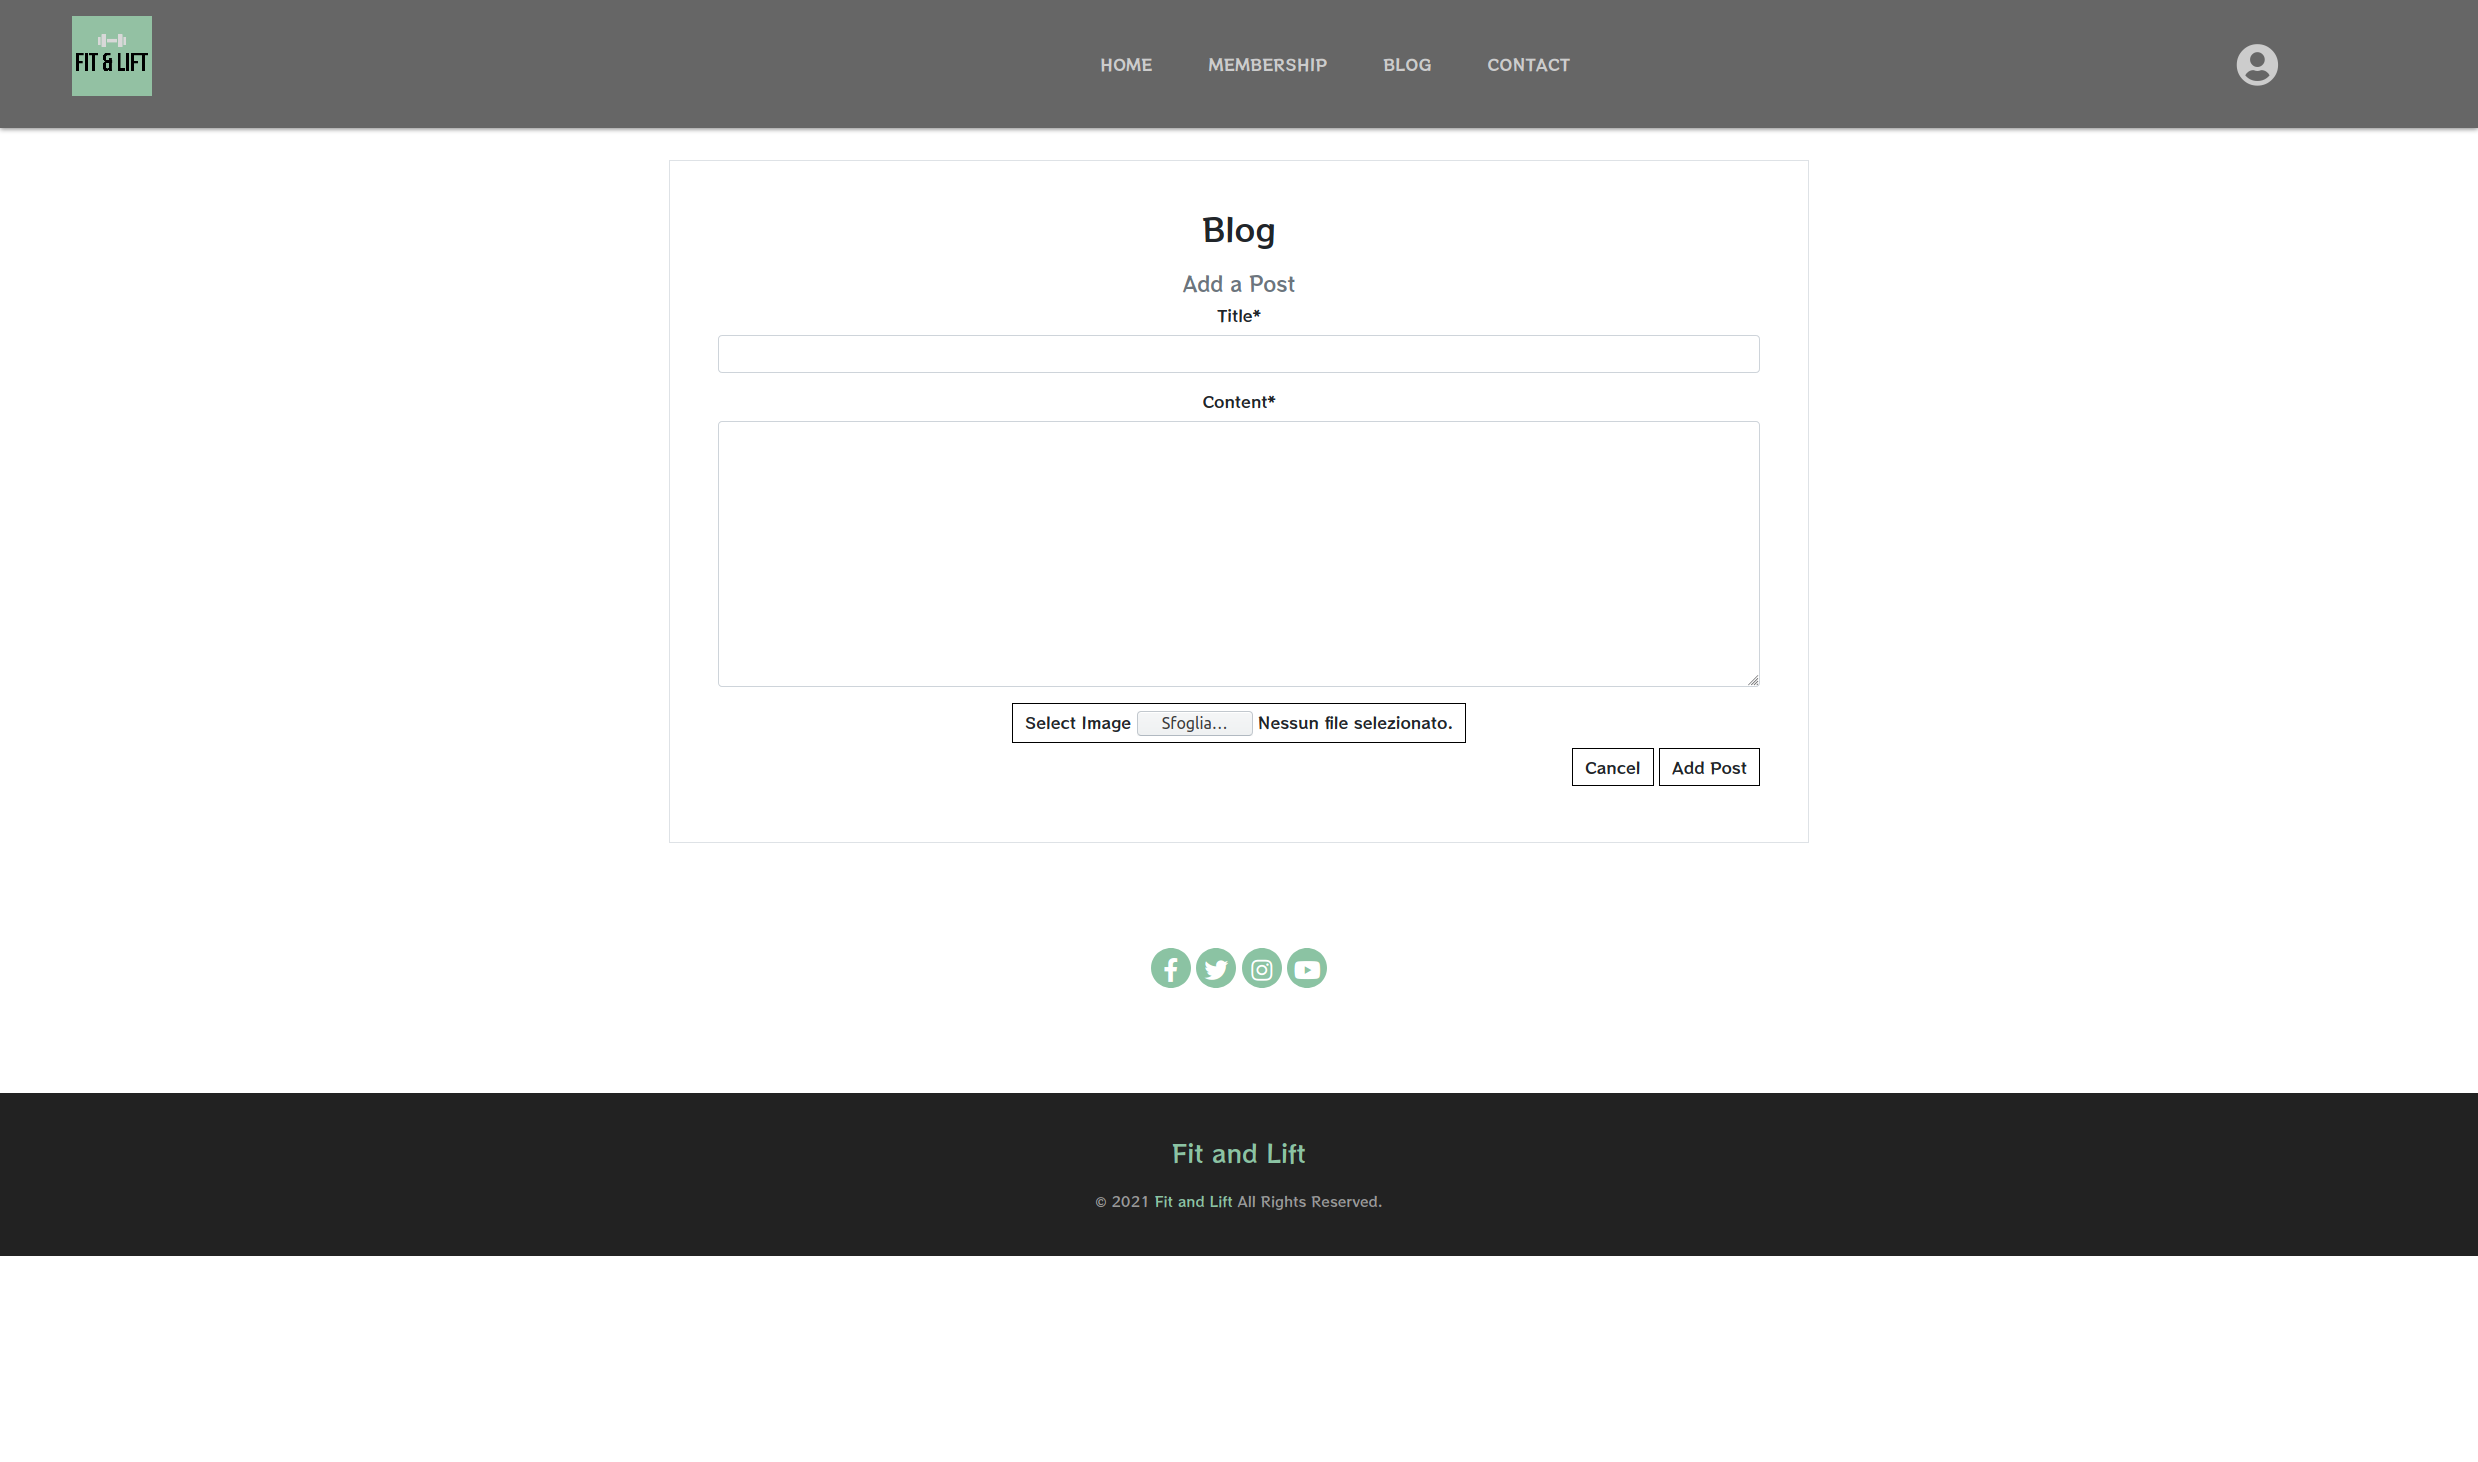 FIT & LIFT
HOME MEMBERSHIP BLOG CONTACT
Blog
Add a Post
Title*
Content*
Select Image Sfoglia... Nessun file selezionato.
Cancel Add Post
Fit and Lift
© 2021 Fit and Lift All Rights Reserved.